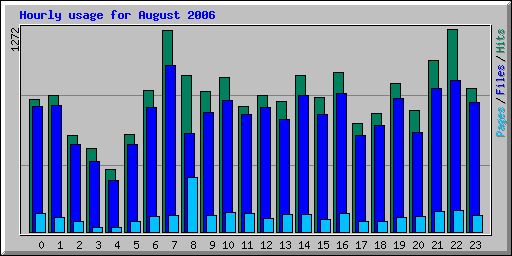 Hourly usage for August 2006
1272
Pages/Files/Hits
0 1 2 3 4 5 6 7 8 9 10 11 12 13 14 15 16 17 18 19 20 21 22 23